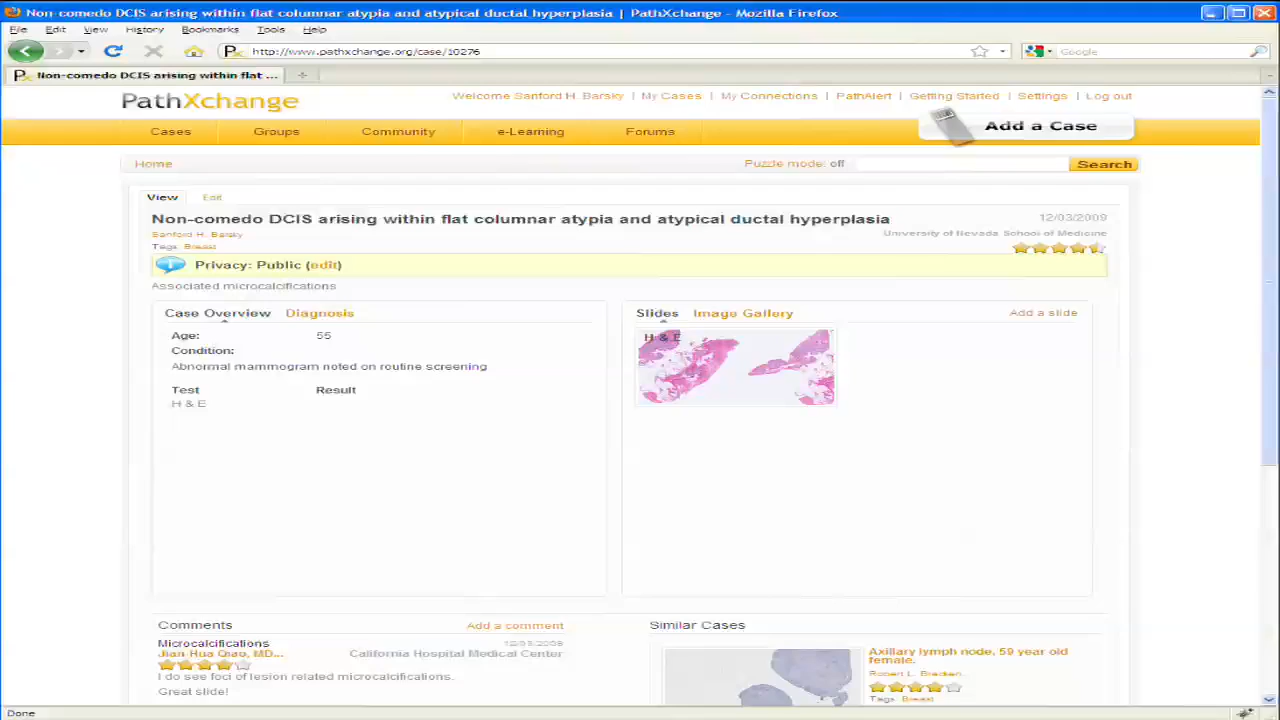 Non-comedo DCIS arising within flat columnar atypia and atypical ductal hyperplasia | PathXchange - Mozilla Firefox
File Edit View History Bookmarks Tools Help
http://www.pathxchange.org/case/10276
Google
Non-comedo DCIS arising within flat ...
PathXchange
Welcome Sanford H. Barsky | My Cases | My Connections | PathAlert | Getting Started | Settings | Log out
Cases Groups Community e-Learning Forums
Add a Case
Home
Puzzle mode: off
Search
View Edit
Non-comedo DCIS arising within flat columnar atypia and atypical ductal hyperplasia
12/03/2009
Sanford H. Barsky
University of Nevada School of Medicine
Tags: Breast
Privacy: Public (edit)
Associated microcalcifications
Case Overview Diagnosis
Age: 55
Condition:
Abnormal mammogram noted on routine screening
Test Result
H & E
Slides Image Gallery Add a slide
H & E
Comments Add a comment
Microcalcifications
Jian Hua Qiao, MD...
California Hospital Medical Center
I do see foci of lesion related microcalcifications.
Great slide!
Similar Cases
Axillary lymph node, 59 year old
female.
Robert L. Bracken
Tags: Breast
Done